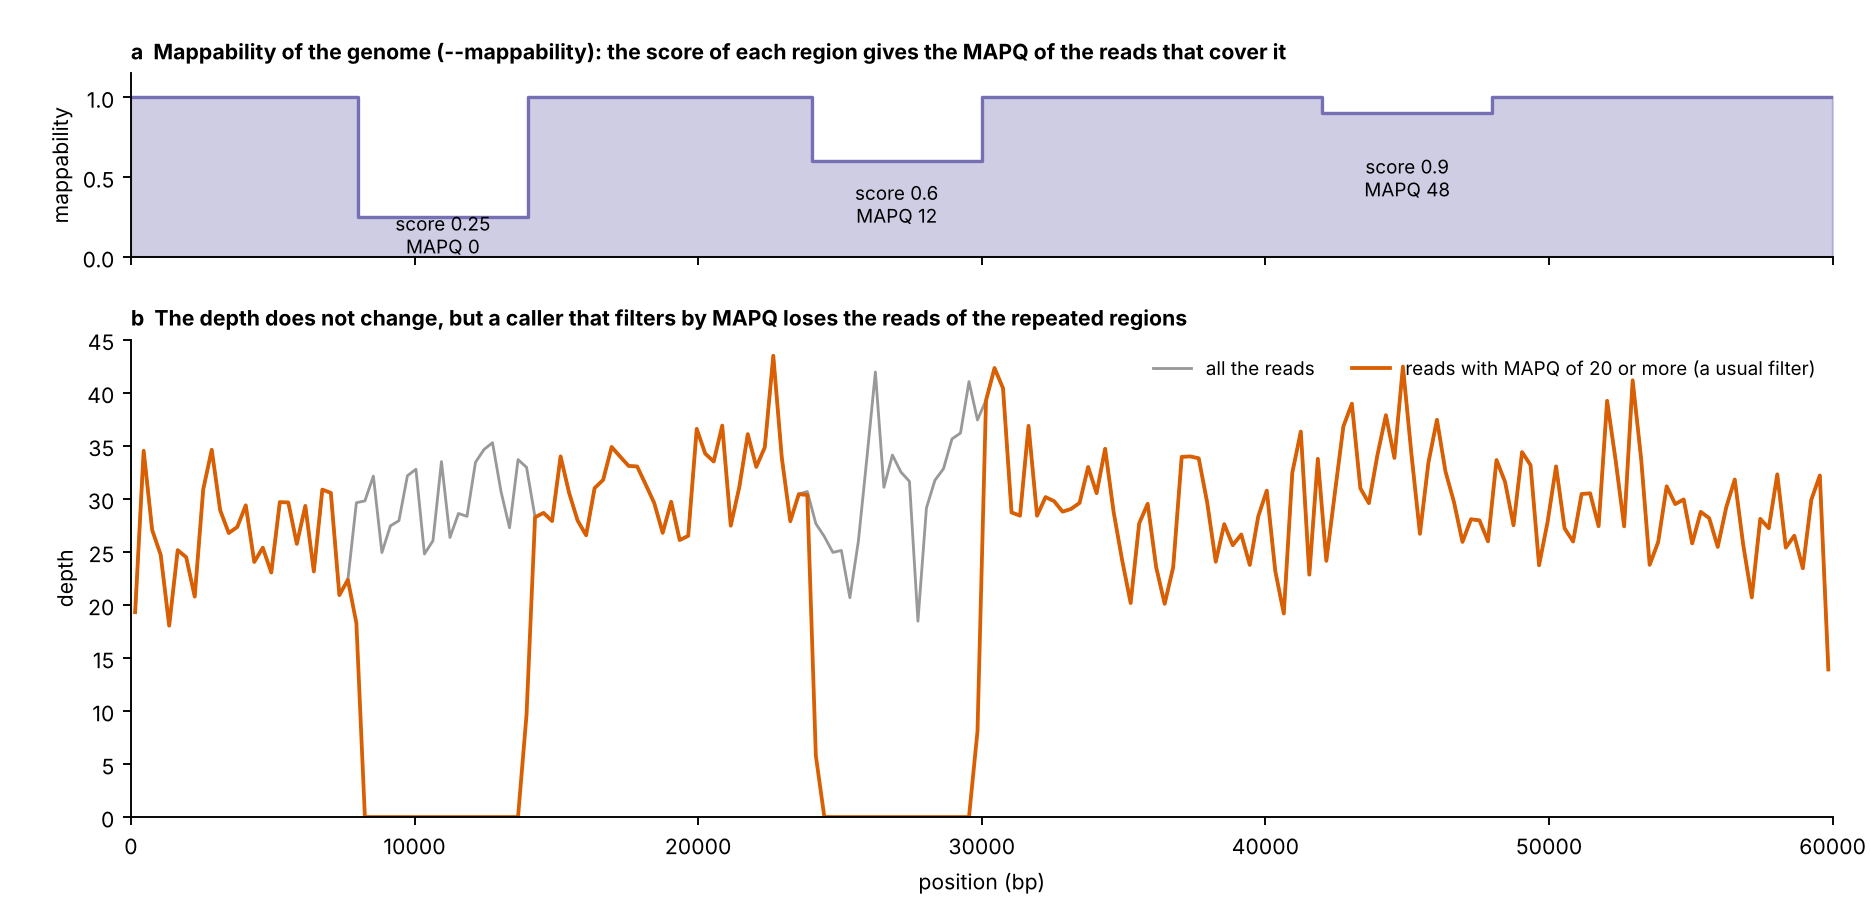 a Mappability of the genome (--mappability): the score of each region gives the MAPQ of the reads that cover it
mappability
1.0
0.5
0.0
score 0.25
MAPQ 0
score 0.6
MAPQ 12
score 0.9
MAPQ 48
b The depth does not change, but a caller that filters by MAPQ loses the reads of the repeated regions
all the reads
reads with MAPQ of 20 or more (a usual filter)
depth
45
40
35
30
25
20
15
10
5
0
0 10000 20000 30000 40000 50000 60000
position (bp)